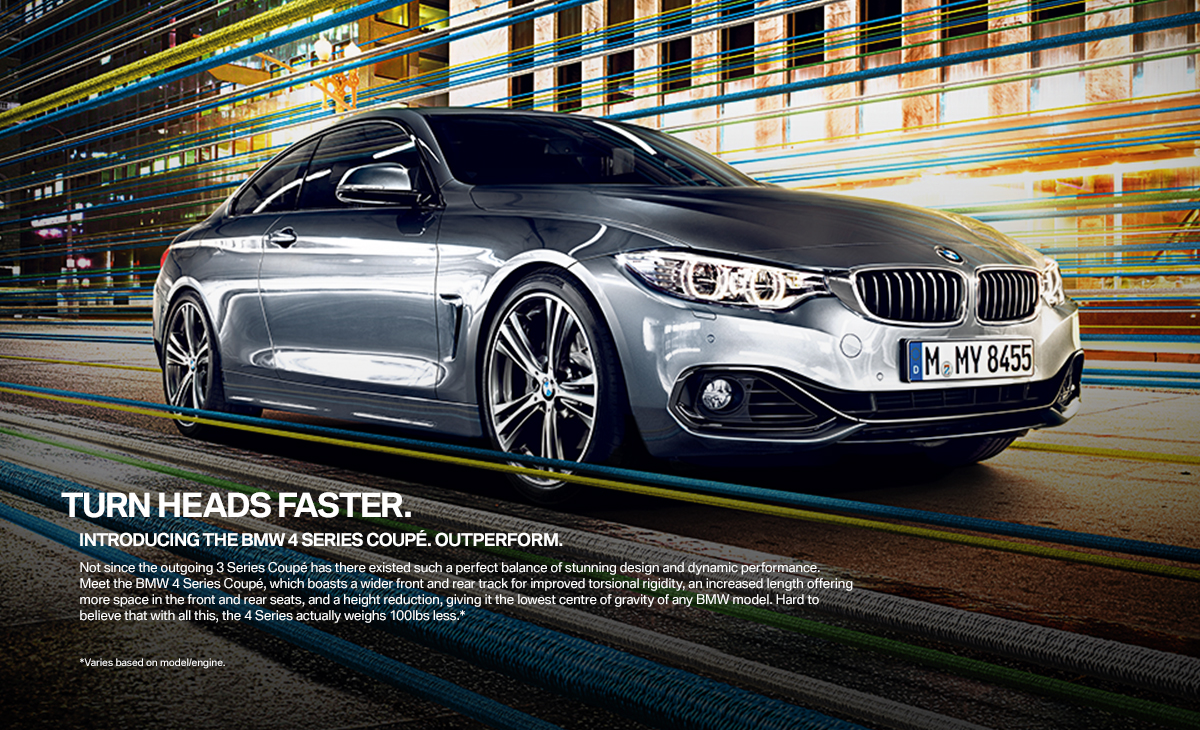 M MY 8455
D
TURN HEADS FASTER.
INTRODUCING THE BMW 4 SERIES COUPÉ. OUTPERFORM.
Not since the outgoing 3 Series Coupé has there existed such a perfect balance of stunning design and dynamic performance.
Meet the BMW 4 Series Coupé, which boasts a wider front and rear track for improved torsional rigidity, an increased length offering
more space in the front and rear seats, and a height reduction, giving it the lowest centre of gravity of any BMW model. Hard to
believe that with all this, the 4 Series actually weighs 100lbs less.*
*Varies based on model/engine.